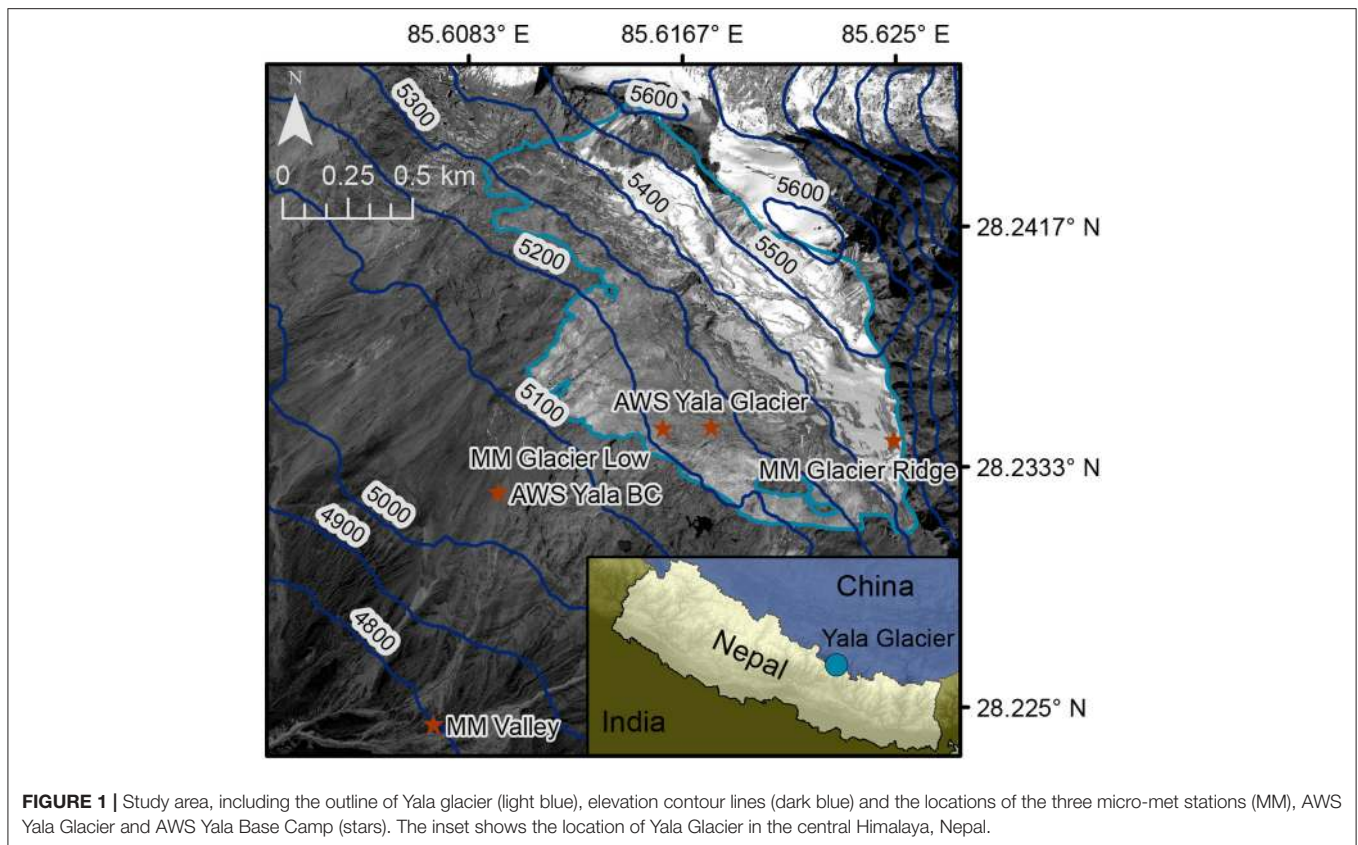 85.6083° E
85.6167° E
85.625° E
N
0 0.25 0.5 km
5300
5600
5400
5600
28.2417° N
5200
5500
5100
AWS Yala Glacier
MM Glacier Low
MM Glacier Ridge
28.2333° N
AWS Yala BC
5000
4900
4800
China
Yala Glacier
Nepal
India
28.225° N
MM Valley
FIGURE 1 | Study area, including the outline of Yala glacier (light blue), elevation contour lines (dark blue) and the locations of the three micro-met stations (MM), AWS
Yala Glacier and AWS Yala Base Camp (stars). The inset shows the location of Yala Glacier in the central Himalaya, Nepal.